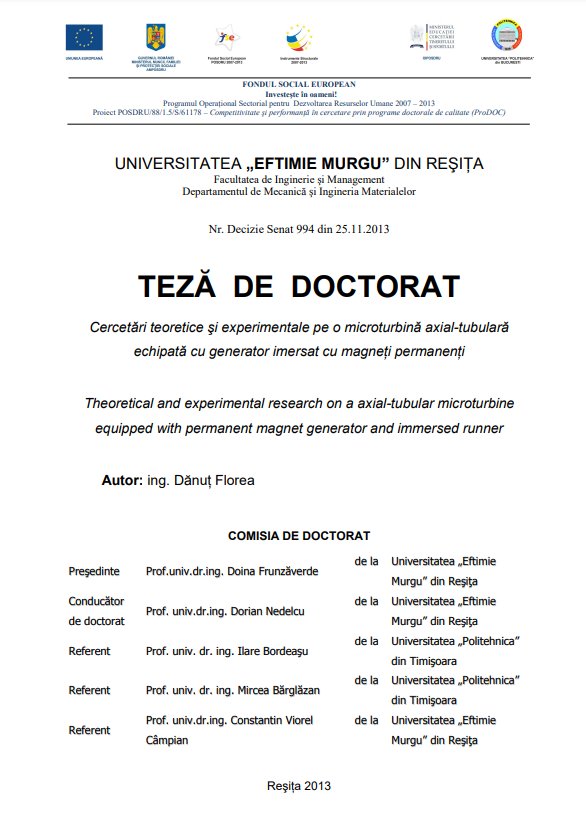 UNIUNEA EUROPEANĂ
GUVERNUL ROMÂNIEI
MINISTERUL MUNCII, FAMILIEI
ŞI PROTECŢIEI SOCIALE
AMPOSDRU
Fondul Social European
POSDRU 2007-2013
Instrumente Structurale
2007-2013
MINISTERUL
EDUCAŢIEI
CERCETĂRII
TINERETULUI
ŞI SPORTULUI
OIPOSDRU
UNIVERSITATEA "POLITEHNICA"
din BUCUREŞTI
FONDUL SOCIAL EUROPEAN
Investeşte în oameni!
Programul Operaţional Sectorial pentru Dezvoltarea Resurselor Umane 2007 – 2013
Proiect POSDRU/88/1.5/S/61178 – Competitivitate şi performanţă în cercetare prin programe doctorale de calitate (ProDOC)
UNIVERSITATEA „EFTIMIE MURGU” DIN REŞIŢA
Facultatea de Inginerie și Management
Departamentul de Mecanică și Ingineria Materialelor
Nr. Decizie Senat 994 din 25.11.2013
TEZĂ DE DOCTORAT
Cercetări teoretice şi experimentale pe o microturbină axial-tubulară
echipată cu generator imersat cu magneți permanenți
Theoretical and experimental research on a axial-tubular microturbine
equipped with permanent magnet generator and immersed runner
Autor: ing. Dănuț Florea
COMISIA DE DOCTORAT
Preşedinte Prof.univ.dr.ing. Doina Frunzăverde de la Universitatea „Eftimie
Murgu” din Reşiţa
Conducător
de doctorat Prof. univ.dr.ing. Dorian Nedelcu de la Universitatea „Eftimie
Murgu” din Reşiţa
Referent Prof. univ. dr. ing. Ilare Bordeaşu de la Universitatea „Politehnica”
din Timişoara
Referent Prof. univ. dr. ing. Mircea Bărglăzan de la Universitatea „Politehnica”
din Timişoara
Referent Prof. univ.dr.ing. Constantin Viorel
Câmpian de la Universitatea „Eftimie
Murgu” din Reşiţa
Reşița 2013